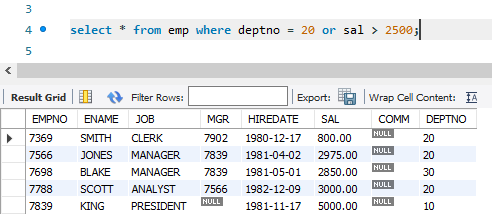 3
4 select * from emp where deptno = 20 or sal > 2500;
5
Result Grid Filter Rows: Export: Wrap Cell Content:
EMPNO ENAME JOB MGR HIREDATE SAL COMM DEPTNO
7369 SMITH CLERK 7902 1980-12-17 800.00 NULL 20
7566 JONES MANAGER 7839 1981-04-02 2975.00 NULL 20
7698 BLAKE MANAGER 7839 1981-05-01 2850.00 NULL 30
7788 SCOTT ANALYST 7566 1982-12-09 3000.00 NULL 20
7839 KING PRESIDENT NULL 1981-11-17 5000.00 NULL 10